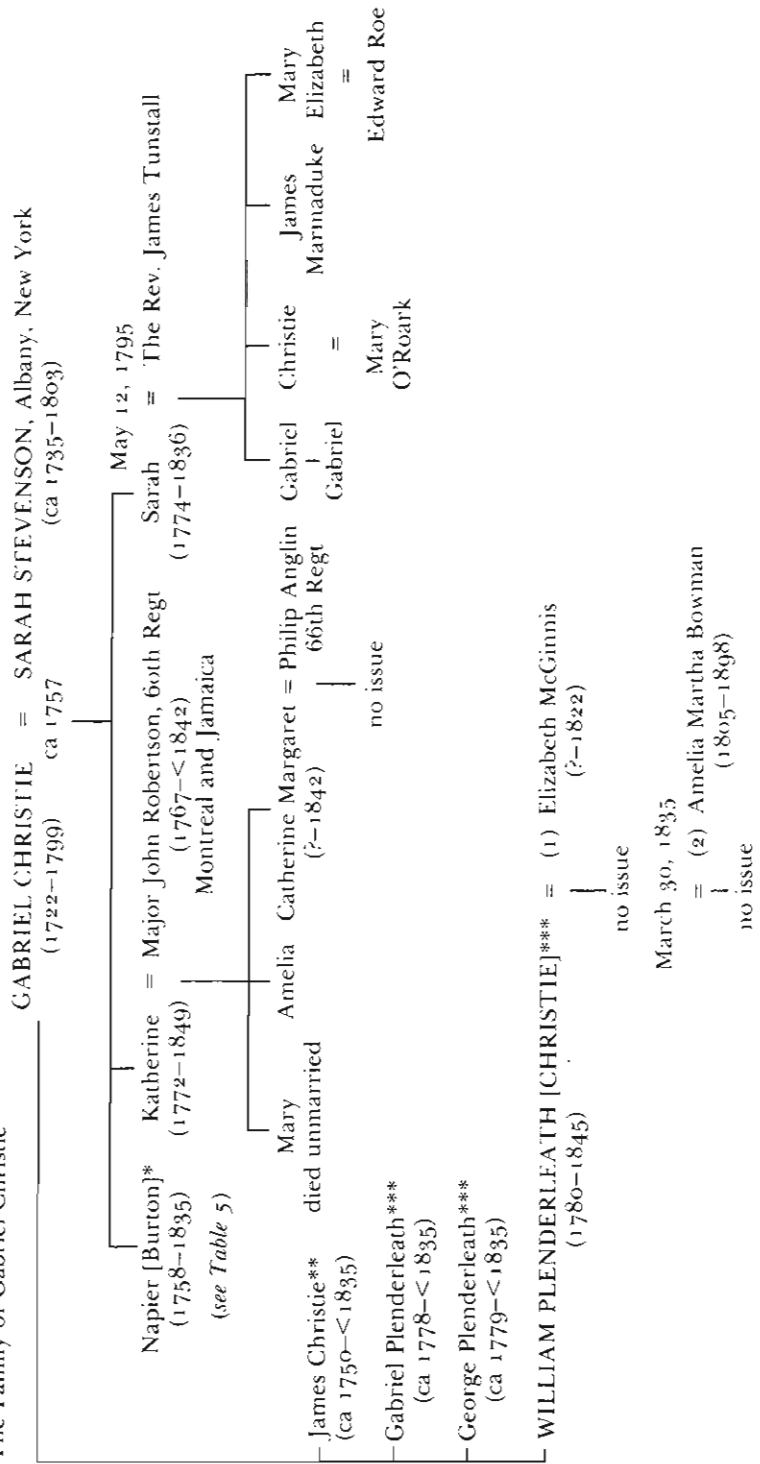 The Family of Gabriel Christie
GABRIEL CHRISTIE = SARAH STEVENSON, Albany, New York
(1722–1799) ca 1757 (ca 1735–1803)
May 12, 1795
Napier [Burton]* Katherine = Major John Robertson, 60th Regt Sarah = The Rev. James Tunstall
(1758–1835) (1772–1849) (1767–<1842) (1774–1836)
Montreal and Jamaica
(see Table 5)
Mary Amelia Catherine Margaret = Philip Anglin Gabriel Christie James Mary
died unmarried (?–1842) 66th Regt Gabriel = Marmaduke Elizabeth
no issue Mary =
O'Roark Edward Roe
James Christie**
(ca 1750–<1835)
Gabriel Plenderleath***
(ca 1778–<1835)
George Plenderleath***
(ca 1779–<1835)
WILLIAM PLENDERLEATH [CHRISTIE]*** = (1) Elizabeth McGinnis
(1780–1845) (?–1822)
no issue
March 30, 1835
= (2) Amelia Martha Bowman
(1805–1898)
no issue